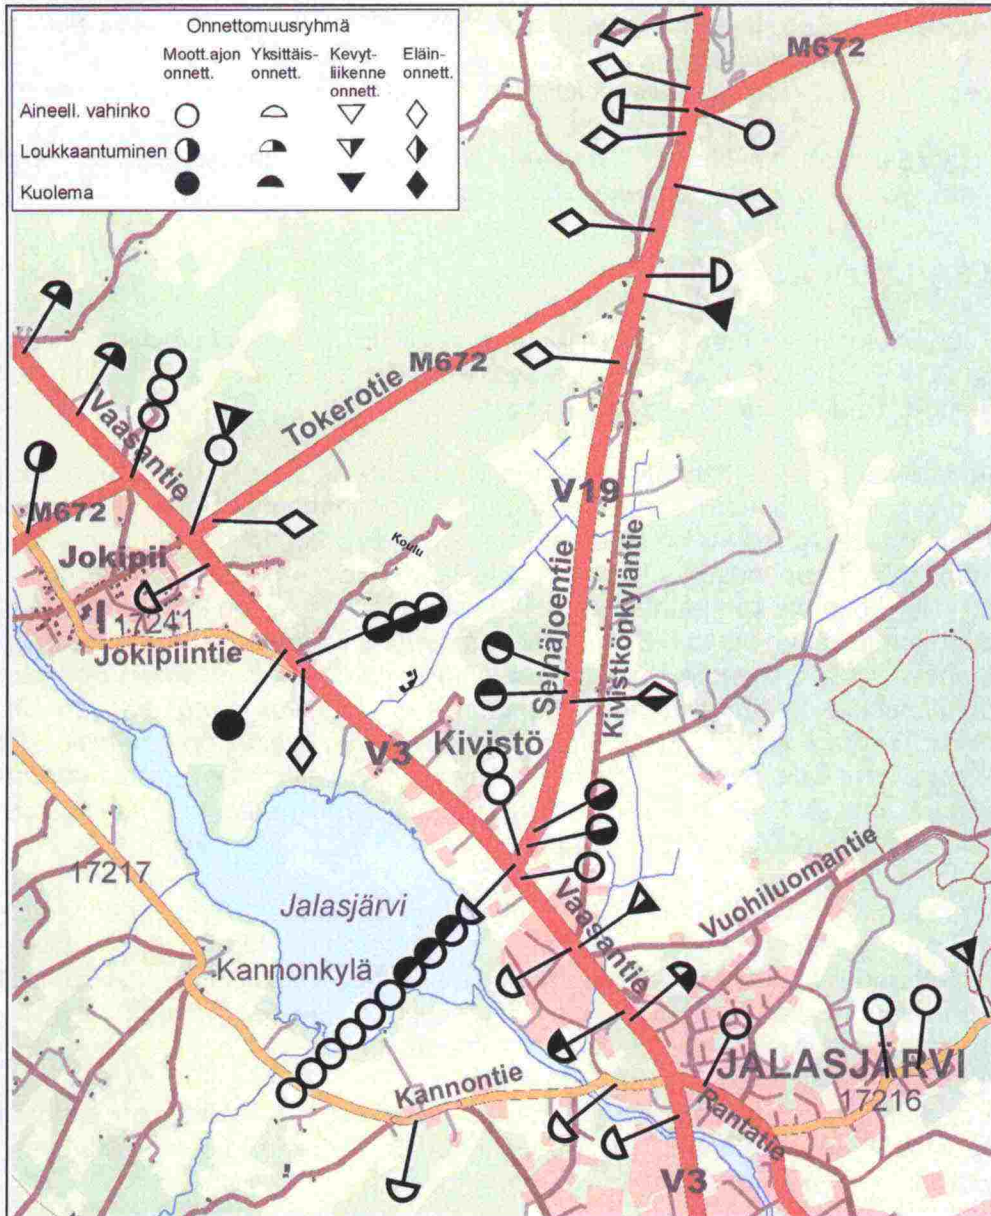 Onnettomuusryhmä
Moott.ajon Yksittäis- Kevyt- Eläin-
onnett. onnett. liikenne onnett.
onnett.
Aineell. vahinko
Loukkaantuminen
Kuolema
M672
M672
Tokerotie
Vaasantie
V19
M672
Jokipii
Koulu
17241
Jokipiintie
Seinäjoentie
Kivistönkyläntie
Kivistö
V3
17217
Jalasjärvi
Kannonkylä
Vaasantie
Vuohiluomantie
JALASJÄRVI
Kannontie
Rantatie
17216
V3